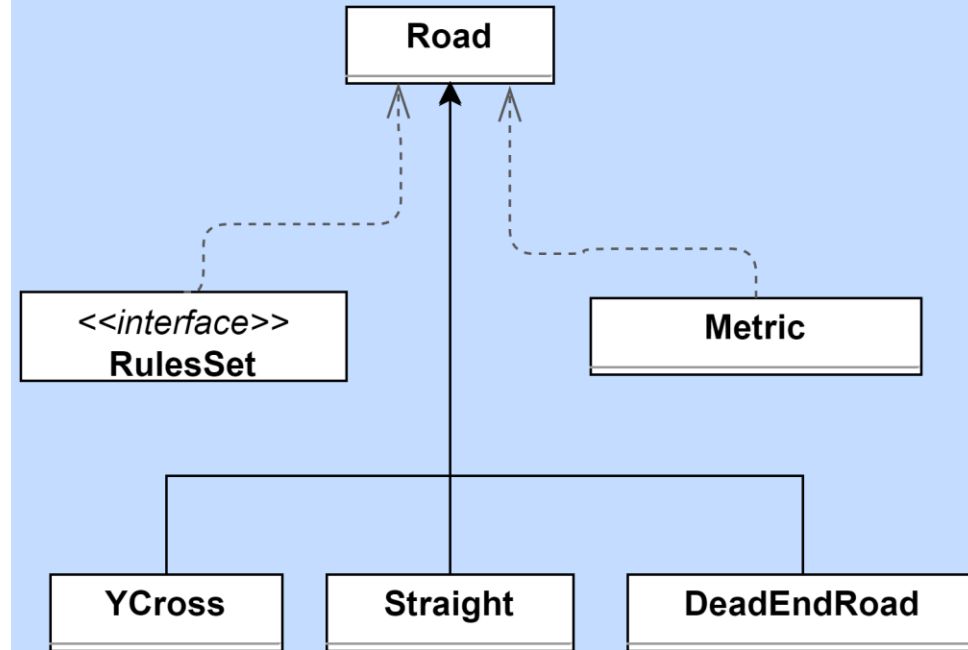 Road
<<interface>>
RulesSet
Metric
YCross
Straight
DeadEndRoad